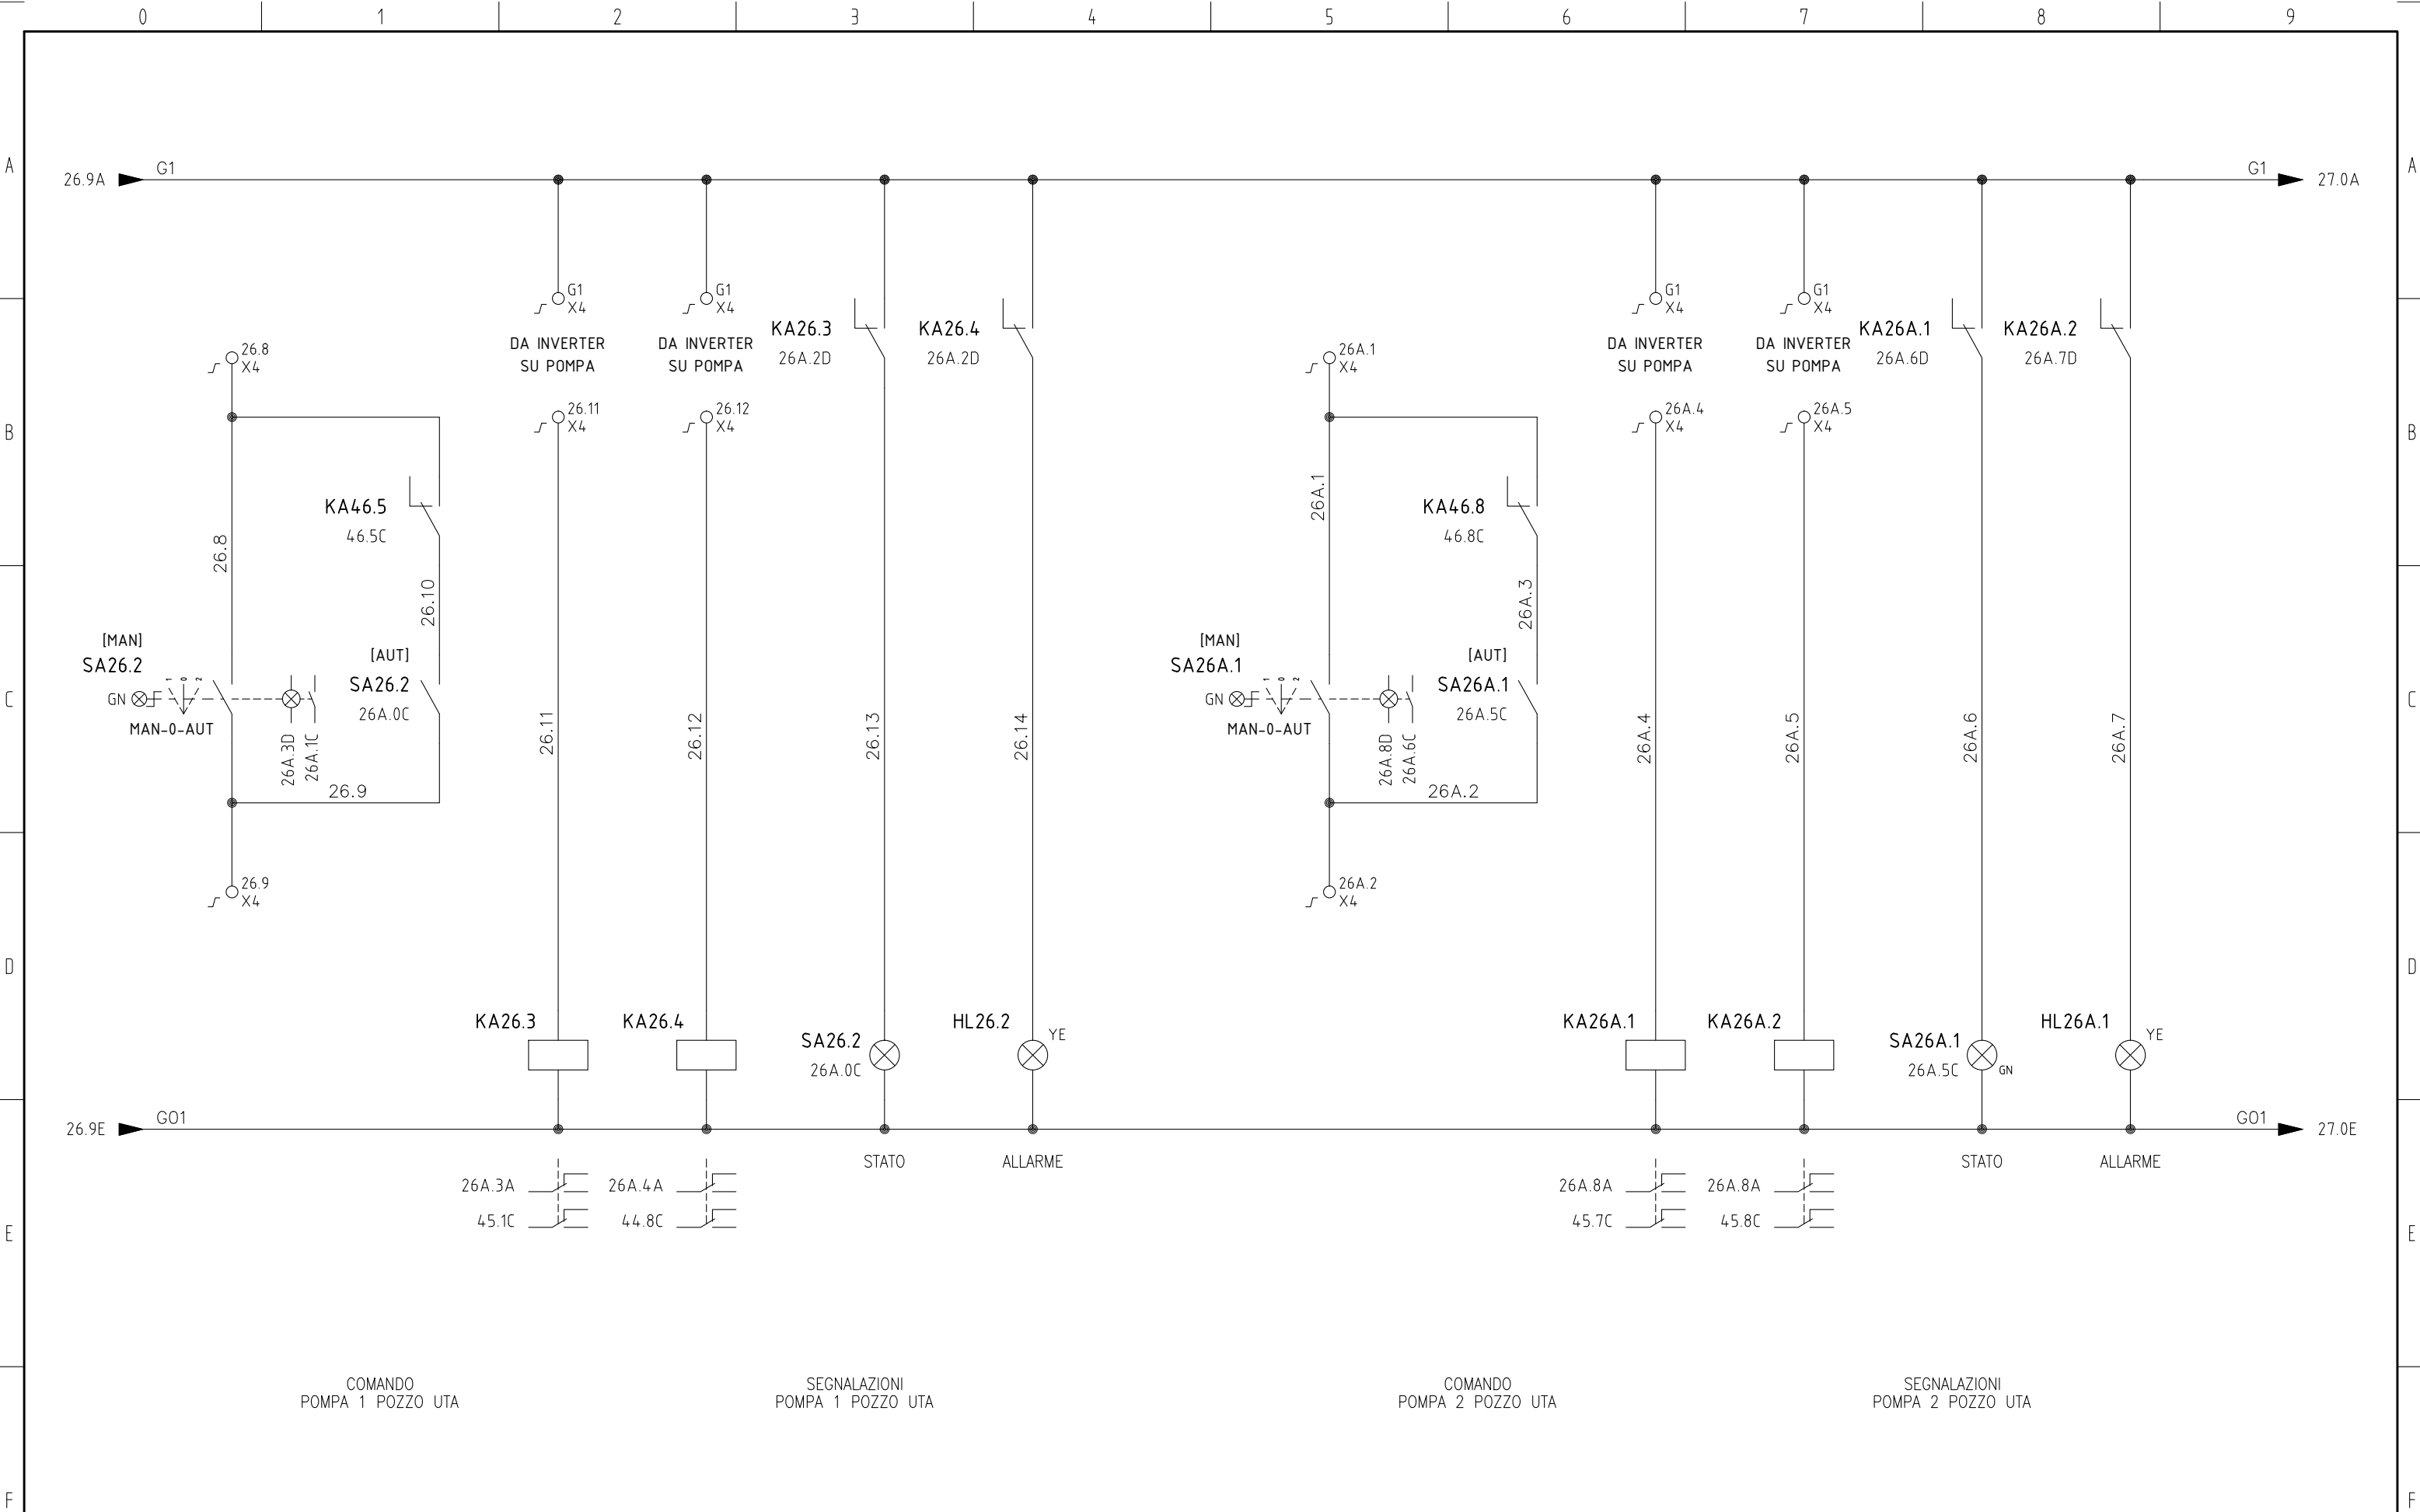 0 1 2 3 4 5 6 7 8 9
A A
26.9A G1 G1 27.0A
G1 G1 G1 G1
X4 X4 X4 X4
KA26.3 KA26.4 KA26A.1 KA26A.2
DA INVERTER DA INVERTER DA INVERTER DA INVERTER
26.8 26A.1
26A.2D 26A.2D 26A.6D 26A.7D
X4 SU POMPA SU POMPA X4 SU POMPA SU POMPA
26.11 26.12 26A.4 26A.5
X4 X4 X4 X4
B B
26A.1
KA46.5 KA46.8
46.5C 46.8C
26.8
26.10 26A.3
[MAN] [MAN]
[AUT] [AUT]
SA26.2 SA26A.1
SA26.2 SA26A.1
1 0 2 1 0 2
C GN GN C
26A.0C 26A.5C
MAN-0-AUT MAN-0-AUT
26.11 26.12 26.13 26.14 26A.4 26A.5 26A.6 26A.7
26A.3D 26A.1C 26A.8D 26A.6C
26.9 26A.2
26.9 26A.2
X4 X4
D D
KA26.3 KA26.4 HL26.2 KA26A.1 KA26A.2 HL26A.1
YE YE
SA26.2 SA26A.1
26A.0C 26A.5C GN
26.9E G01 G01 27.0E
STATO ALLARME STATO ALLARME
26A.3A 26A.4A 26A.8A 26A.8A
45.1C 44.8C 45.7C 45.8C
E E
COMANDO SEGNALAZIONI COMANDO SEGNALAZIONI
POMPA 1 POZZO UTA POMPA 1 POZZO UTA POMPA 2 POZZO UTA POMPA 2 POZZO UTA
F F